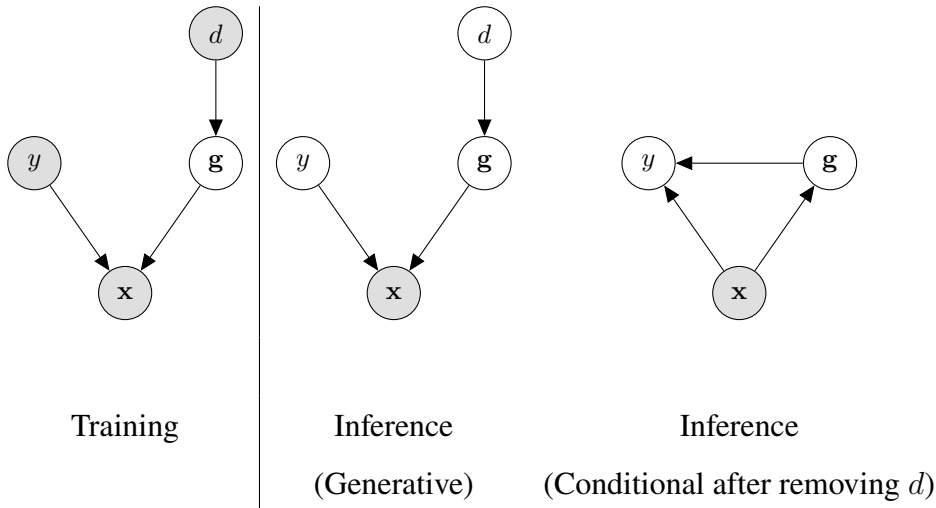 d
d
y
g
y
g
y
g
x
x
x
Training
Inference
Inference
(Generative)
(Conditional after removing d)